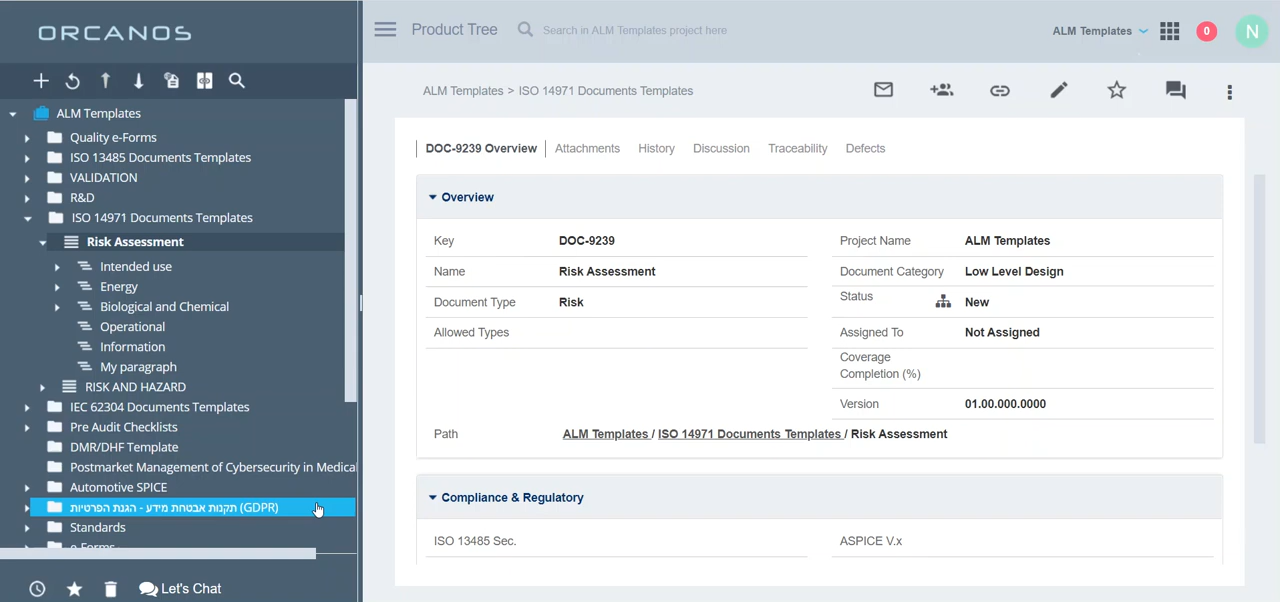 ORCANOS
Product Tree
Search in ALM Templates project here
ALM Templates
0
N
ALM Templates
Quality e-Forms
ISO 13485 Documents Templates
VALIDATION
R&D
ISO 14971 Documents Templates
Risk Assessment
Intended use
Energy
Biological and Chemical
Operational
Information
My paragraph
RISK AND HAZARD
IEC 62304 Documents Templates
Pre Audit Checklists
DMR/DHF Template
Postmarket Management of Cybersecurity in Medical
Automotive SPICE
תקנות אבטחת מידע - הגנת הפרטיות (GDPR)
Standards
e-Forms
Let's Chat
ALM Templates > ISO 14971 Documents Templates
DOC-9239 Overview Attachments History Discussion Traceability Defects
Overview
Key DOC-9239
Name Risk Assessment
Document Type Risk
Allowed Types
Project Name ALM Templates
Document Category Low Level Design
Status New
Assigned To Not Assigned
Coverage
Completion (%)
Version 01.00.000.0000
Path ALM Templates / ISO 14971 Documents Templates / Risk Assessment
Compliance & Regulatory
ISO 13485 Sec. ASPICE V.x